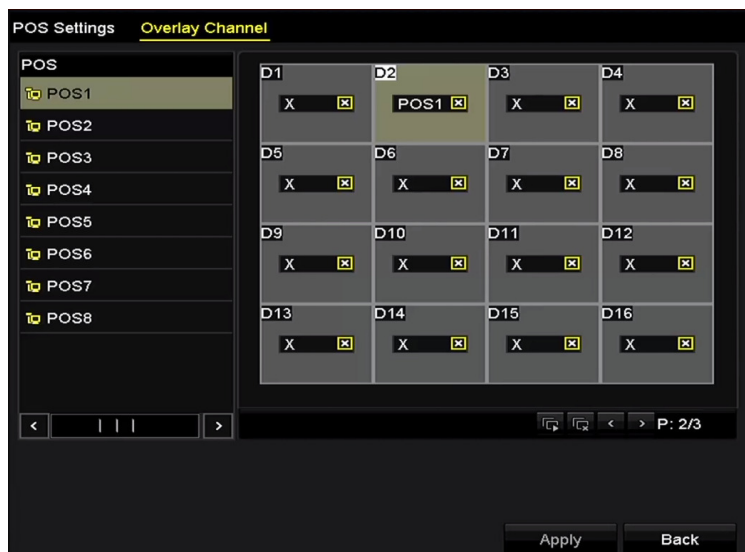 POS Settings Overlay Channel
POS
POS1
POS2
POS3
POS4
POS5
POS6
POS7
POS8
D1 D2 D3 D4
X POS1 X X
D5 D6 D7 D8
X X X X
D9 D10 D11 D12
X X X X
D13 D14 D15 D16
X X X X
P: 2/3
Apply Back